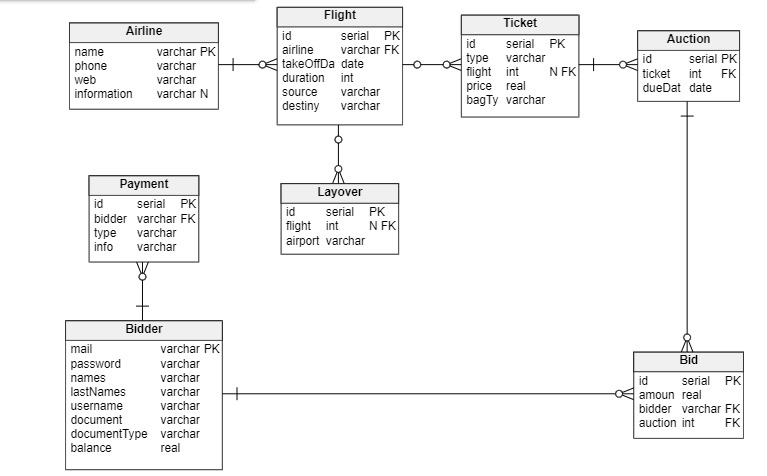 Airline
name varchar PK
phone varchar
web varchar
information varchar N
Flight
id serial PK
airline varchar FK
takeOffDa date
duration int
source varchar
destiny varchar
Ticket
id serial PK
type varchar
flight int N FK
price real
bagTy varchar
Auction
id serial PK
ticket int FK
dueDat date
Payment
id serial PK
bidder varchar FK
type varchar
info varchar
Layover
id serial PK
flight int N FK
airport varchar
Bidder
mail varchar PK
password varchar
names varchar
lastNames varchar
username varchar
document varchar
documentType varchar
balance real
Bid
id serial PK
amoun real
bidder varchar FK
auction int FK